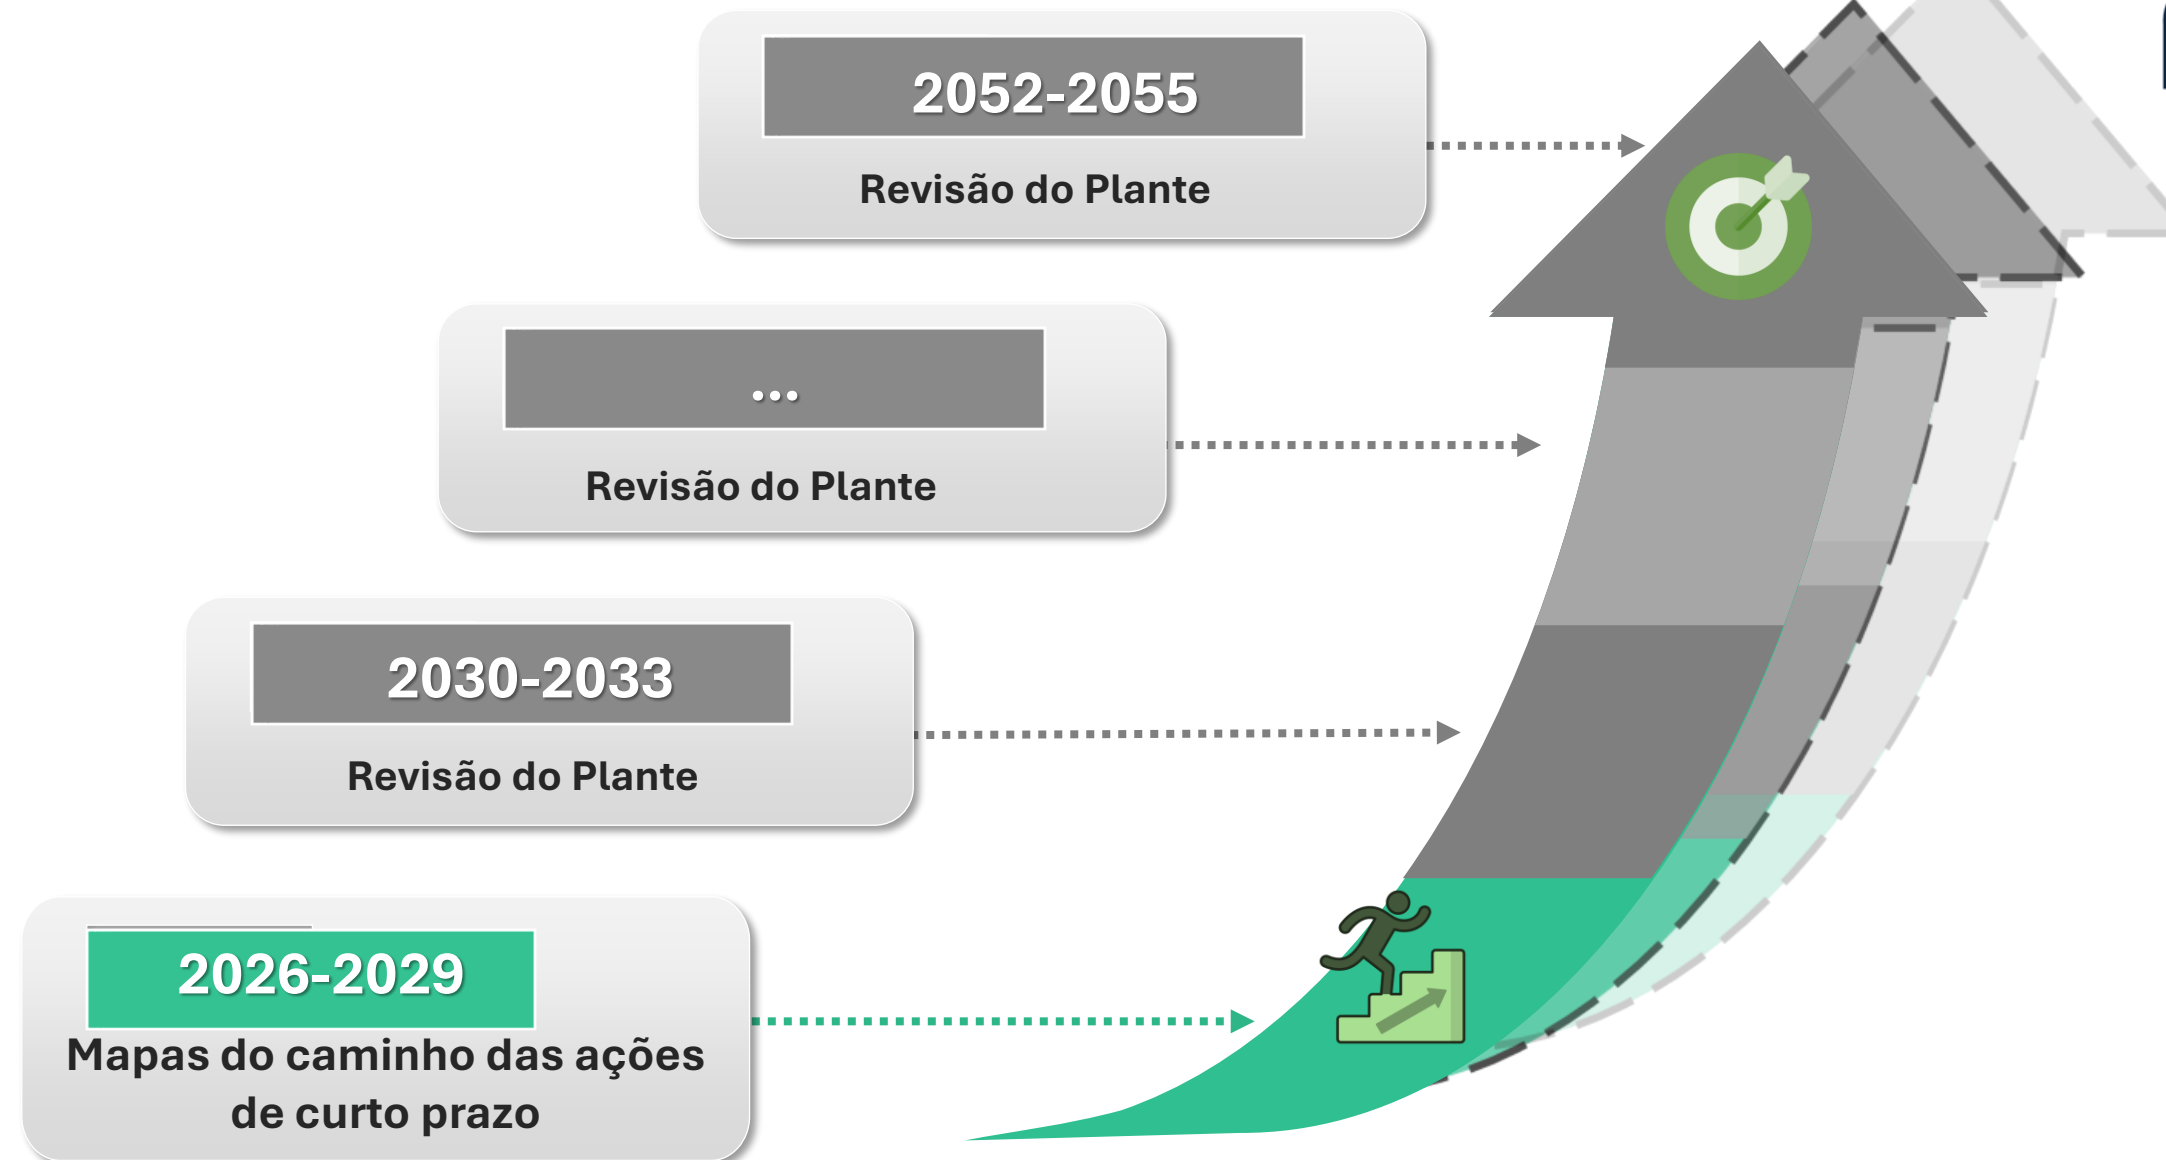 2052-2055
Revisão do Plante
...
Revisão do Plante
2030-2033
Revisão do Plante
2026-2029
Mapas do caminho das ações
de curto prazo